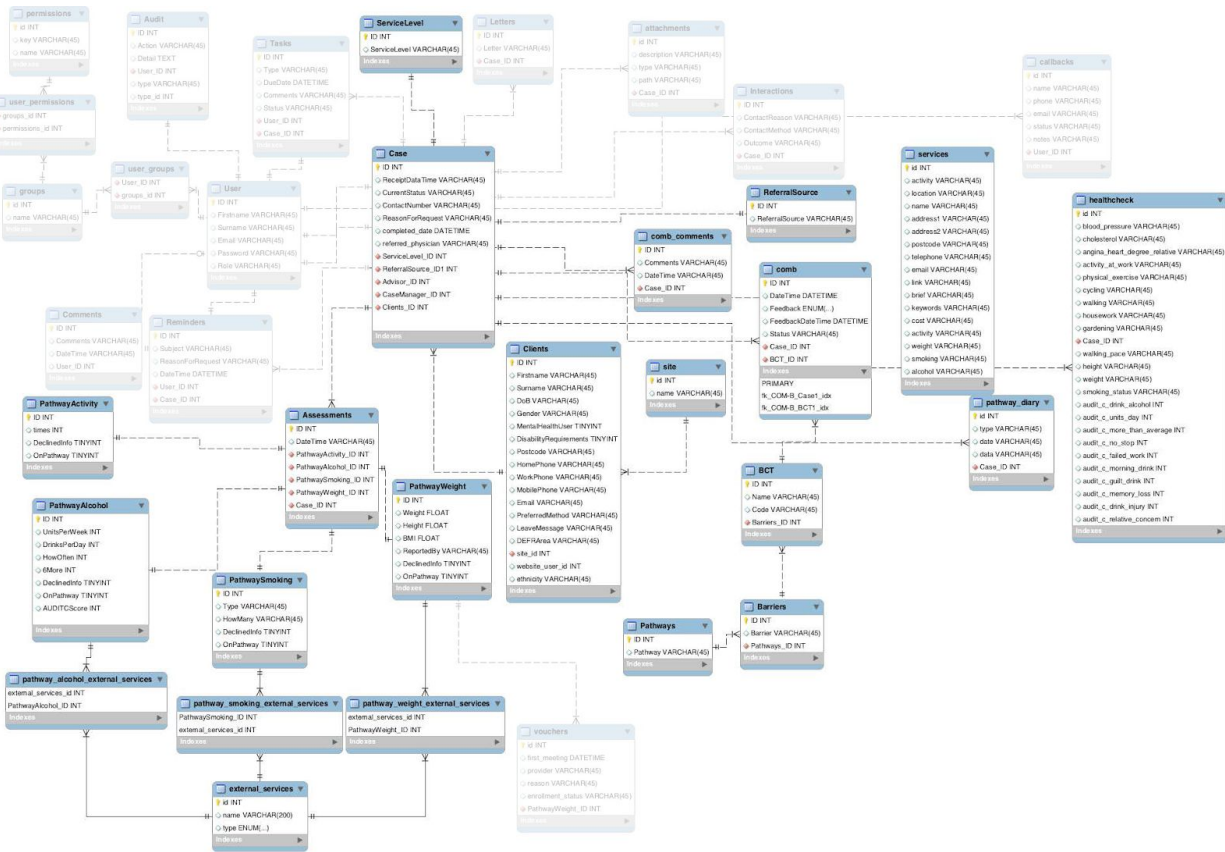 permissions
id INT
key VARCHAR(45)
name VARCHAR(45)
Indexes
Audit
ID INT
Action VARCHAR(45)
Detail TEXT
User_ID INT
type VARCHAR(45)
type_id INT
Indexes
Tasks
ID INT
Type VARCHAR(45)
DueDate DATETIME
Comments VARCHAR(45)
Status VARCHAR(45)
User_ID INT
Case_ID INT
Indexes
ServiceLevel
ID INT
ServiceLevel VARCHAR(45)
Indexes
Letters
ID INT
Letter VARCHAR(45)
Case_ID INT
Indexes
attachments
id INT
description VARCHAR(45)
type VARCHAR(45)
path VARCHAR(45)
Case_ID INT
Indexes
Interactions
ID INT
ContactReason VARCHAR(45)
ContactMethod VARCHAR(45)
Outcome VARCHAR(45)
Case_ID INT
Indexes
callbacks
id INT
name VARCHAR(45)
phone VARCHAR(45)
email VARCHAR(45)
status VARCHAR(45)
notes VARCHAR(45)
User_ID INT
Indexes
user_permissions
groups_id INT
permissions_id INT
Indexes
groups
id INT
name VARCHAR(45)
Indexes
user_groups
User_ID INT
groups_id INT
Indexes
User
ID INT
Firstname VARCHAR(45)
Surname VARCHAR(45)
Email VARCHAR(45)
Password VARCHAR(45)
Role VARCHAR(45)
Indexes
Case
ID INT
ReceiptDataTime VARCHAR(45)
CurrentStatus VARCHAR(45)
ContactNumber VARCHAR(45)
ReasonForRequest VARCHAR(45)
completed_date DATETIME
referred_physician VARCHAR(45)
ServiceLevel_ID INT
ReferralSource_ID1 INT
Advisor_ID INT
CaseManager_ID INT
Clients_ID INT
Indexes
ReferralSource
ID INT
ReferralSource VARCHAR(45)
Indexes
services
id INT
activity VARCHAR(45)
location VARCHAR(45)
name VARCHAR(45)
address1 VARCHAR(45)
address2 VARCHAR(45)
postcode VARCHAR(45)
telephone VARCHAR(45)
email VARCHAR(45)
link VARCHAR(45)
brief VARCHAR(45)
keywords VARCHAR(45)
cost VARCHAR(45)
activity VARCHAR(45)
weight VARCHAR(45)
smoking VARCHAR(45)
alcohol VARCHAR(45)
Indexes
healthcheck
id INT
blood_pressure VARCHAR(45)
cholesterol VARCHAR(45)
angina_heart_degree_relative VARCHAR(45)
activity_at_work VARCHAR(45)
physical_exercise VARCHAR(45)
cycling VARCHAR(45)
walking VARCHAR(45)
housework VARCHAR(45)
gardening VARCHAR(45)
Case_ID INT
walking_pace VARCHAR(45)
height VARCHAR(45)
weight VARCHAR(45)
smoking_status VARCHAR(45)
audit_c_drink_alcohol INT
audit_c_units_day INT
audit_c_more_than_average INT
audit_c_no_stop INT
audit_c_failed_work INT
audit_c_morning_drink INT
audit_c_guilt_drink INT
audit_c_memory_loss INT
audit_c_drink_injury INT
audit_c_relative_concern INT
Indexes
comb_comments
ID INT
Comments VARCHAR(45)
DateTime VARCHAR(45)
Case_ID INT
Indexes
comb
ID INT
DateTime DATETIME
Feedback ENUM(...)
FeedbackDateTime DATETIME
Status VARCHAR(45)
Case_ID INT
BCT_ID INT
Indexes
PRIMARY
fk_COM-B_Case1_idx
fk_COM-B_BCT1_idx
Comments
ID INT
Comments VARCHAR(45)
DateTime VARCHAR(45)
User_ID INT
Indexes
Reminders
ID INT
Subject VARCHAR(45)
ReasonForRequest VARCHAR(45)
DateTime DATETIME
User_ID INT
Case_ID INT
Indexes
Clients
ID INT
Firstname VARCHAR(45)
Surname VARCHAR(45)
DoB VARCHAR(45)
Gender VARCHAR(45)
MentalHealthUser TINYINT
DisabilityRequirements TINYINT
Postcode VARCHAR(45)
HomePhone VARCHAR(45)
WorkPhone VARCHAR(45)
MobilePhone VARCHAR(45)
Email VARCHAR(45)
PreferredMethod VARCHAR(45)
LeaveMessage VARCHAR(45)
DEFRArea VARCHAR(45)
site_id INT
website_user_id INT
ethnicity VARCHAR(45)
Indexes
site
id INT
name VARCHAR(45)
Indexes
pathway_diary
id INT
type VARCHAR(45)
date VARCHAR(45)
data VARCHAR(45)
Case_ID INT
Indexes
PathwayActivity
ID INT
times INT
DeclinedInfo TINYINT
OnPathway TINYINT
Indexes
Assessments
ID INT
DateTime VARCHAR(45)
PathwayActivity_ID INT
PathwayAlcohol_ID INT
PathwaySmoking_ID INT
PathwayWeight_ID INT
Case_ID INT
Indexes
PathwayWeight
ID INT
Weight FLOAT
Height FLOAT
BMI FLOAT
ReportedBy VARCHAR(45)
DeclinedInfo TINYINT
OnPathway TINYINT
Indexes
BCT
ID INT
Name VARCHAR(45)
Code VARCHAR(45)
Barriers_ID INT
Indexes
PathwayAlcohol
ID INT
UnitsPerWeek INT
DrinksPerDay INT
HowOften INT
6More INT
DeclinedInfo TINYINT
OnPathway TINYINT
AUDITCScore INT
Indexes
PathwaySmoking
ID INT
Type VARCHAR(45)
HowMany VARCHAR(45)
DeclinedInfo TINYINT
OnPathway TINYINT
Indexes
Pathways
ID INT
Pathway VARCHAR(45)
Indexes
Barriers
ID INT
Barrier VARCHAR(45)
Pathways_ID INT
Indexes
pathway_alcohol_external_services
external_services_id INT
PathwayAlcohol_ID INT
Indexes
pathway_smoking_external_services
PathwaySmoking_ID INT
external_services_id INT
Indexes
pathway_weight_external_services
external_services_id INT
PathwayWeight_ID INT
Indexes
vouchers
id INT
first_meeting DATETIME
provider VARCHAR(45)
reason VARCHAR(45)
enrollment_status VARCHAR(45)
PathwayWeight_ID INT
Indexes
external_services
id INT
name VARCHAR(200)
type ENUM(...)
Indexes